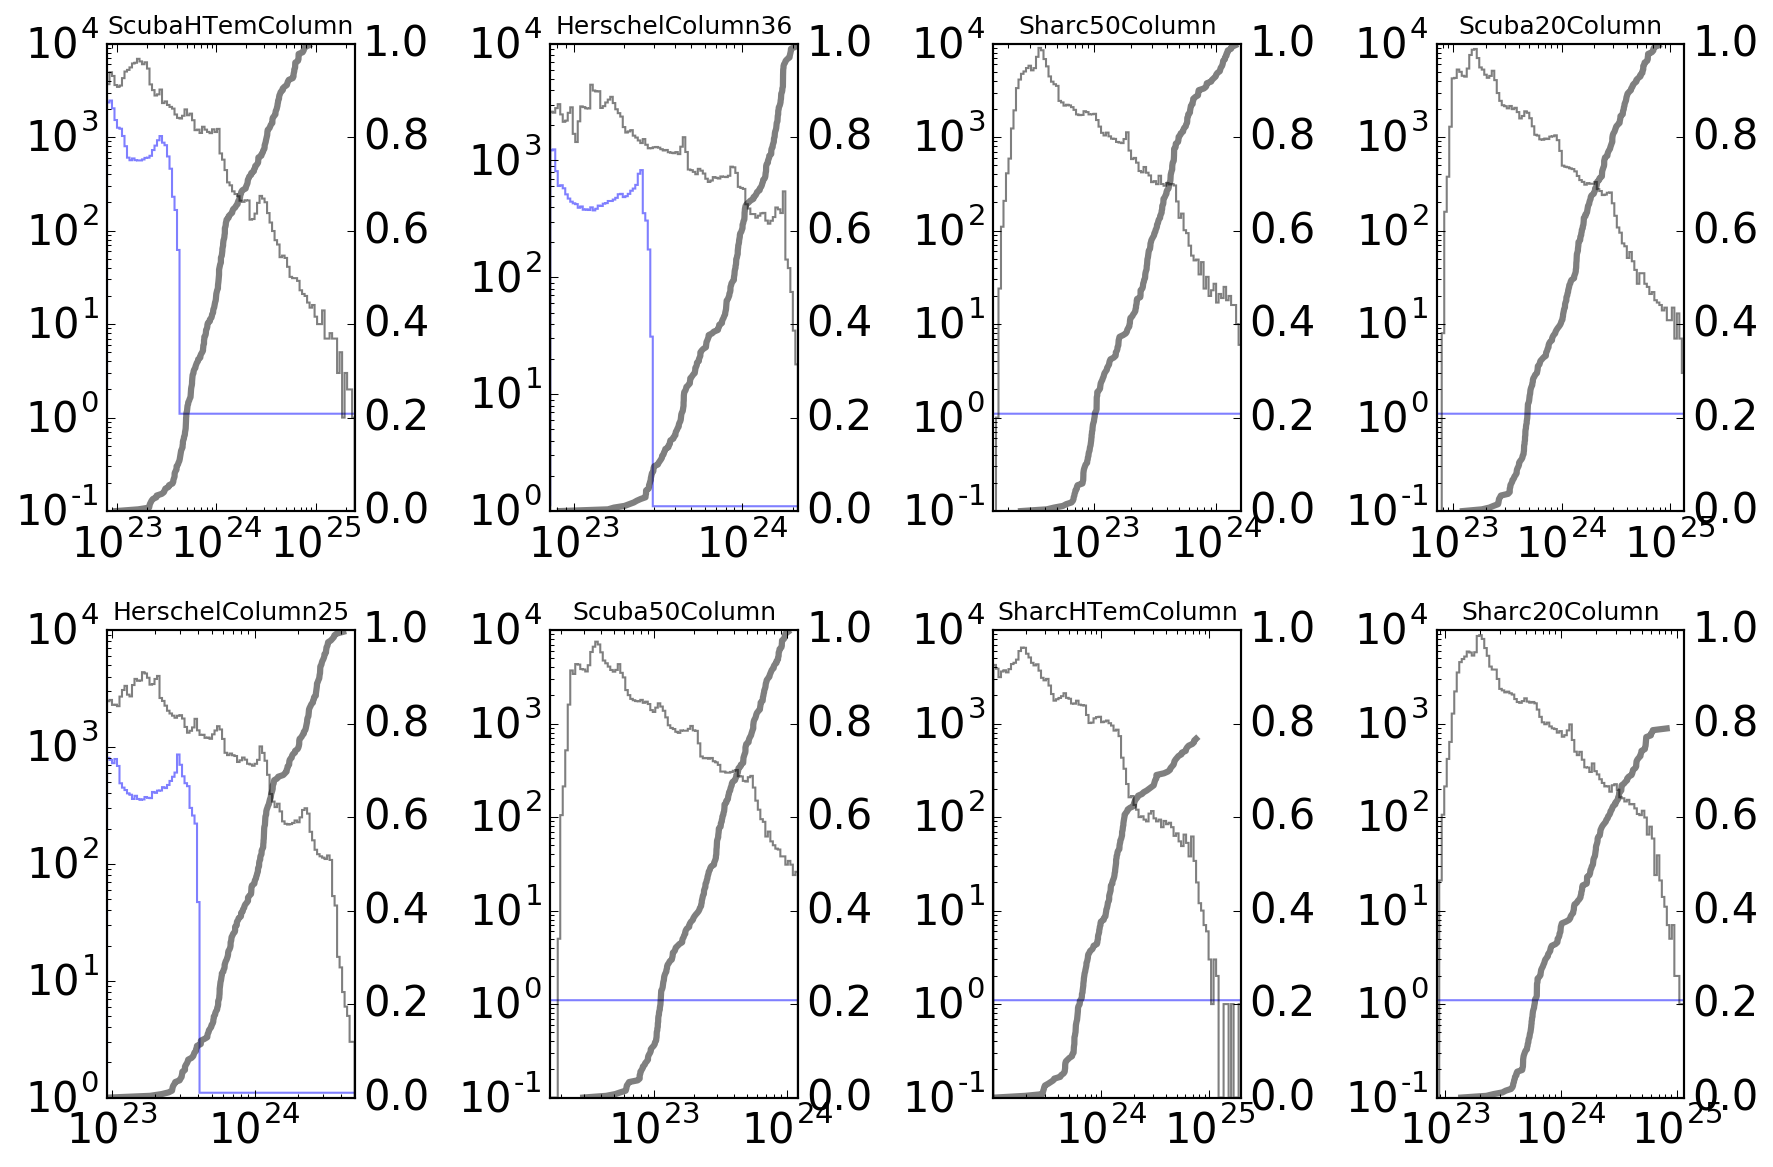 ScubaHTemColumn HerschelColumn36 Sharc50Column Scuba20Column
10^4 1.0 10^4 1.0 10^4 1.0 10^4 1.0
10^3 0.8 10^3 0.8 10^3 0.8 10^3 0.8
10^2 0.6 10^2 0.6 10^2 0.6 10^2 0.6
10^1 0.4 10^1 0.4 10^1 0.4 10^1 0.4
10^0 0.2 0.2 10^0 0.2 10^0 0.2
10^-1 0.0 10^0 0.0 10^-1 0.0 10^-1 0.0
10^23 10^24 10^25 10^23 10^24 10^23 10^24 10^23 10^24 10^25
HerschelColumn25 Scuba50Column SharcHTemColumn Sharc20Column
10^4 1.0 10^4 1.0 10^4 1.0 10^4 1.0
10^3 0.8 10^3 0.8 10^3 0.8 10^3 0.8
10^2 0.6 10^2 0.6 10^2 0.6 10^2 0.6
10^1 0.4 10^1 0.4 10^1 0.4 10^1 0.4
0.2 10^0 0.2 10^0 0.2 10^0 0.2
10^0 0.0 10^-1 0.0 10^-1 0.0 10^-1 0.0
10^23 10^24 10^23 10^24 10^24 10^25 10^23 10^24 10^25